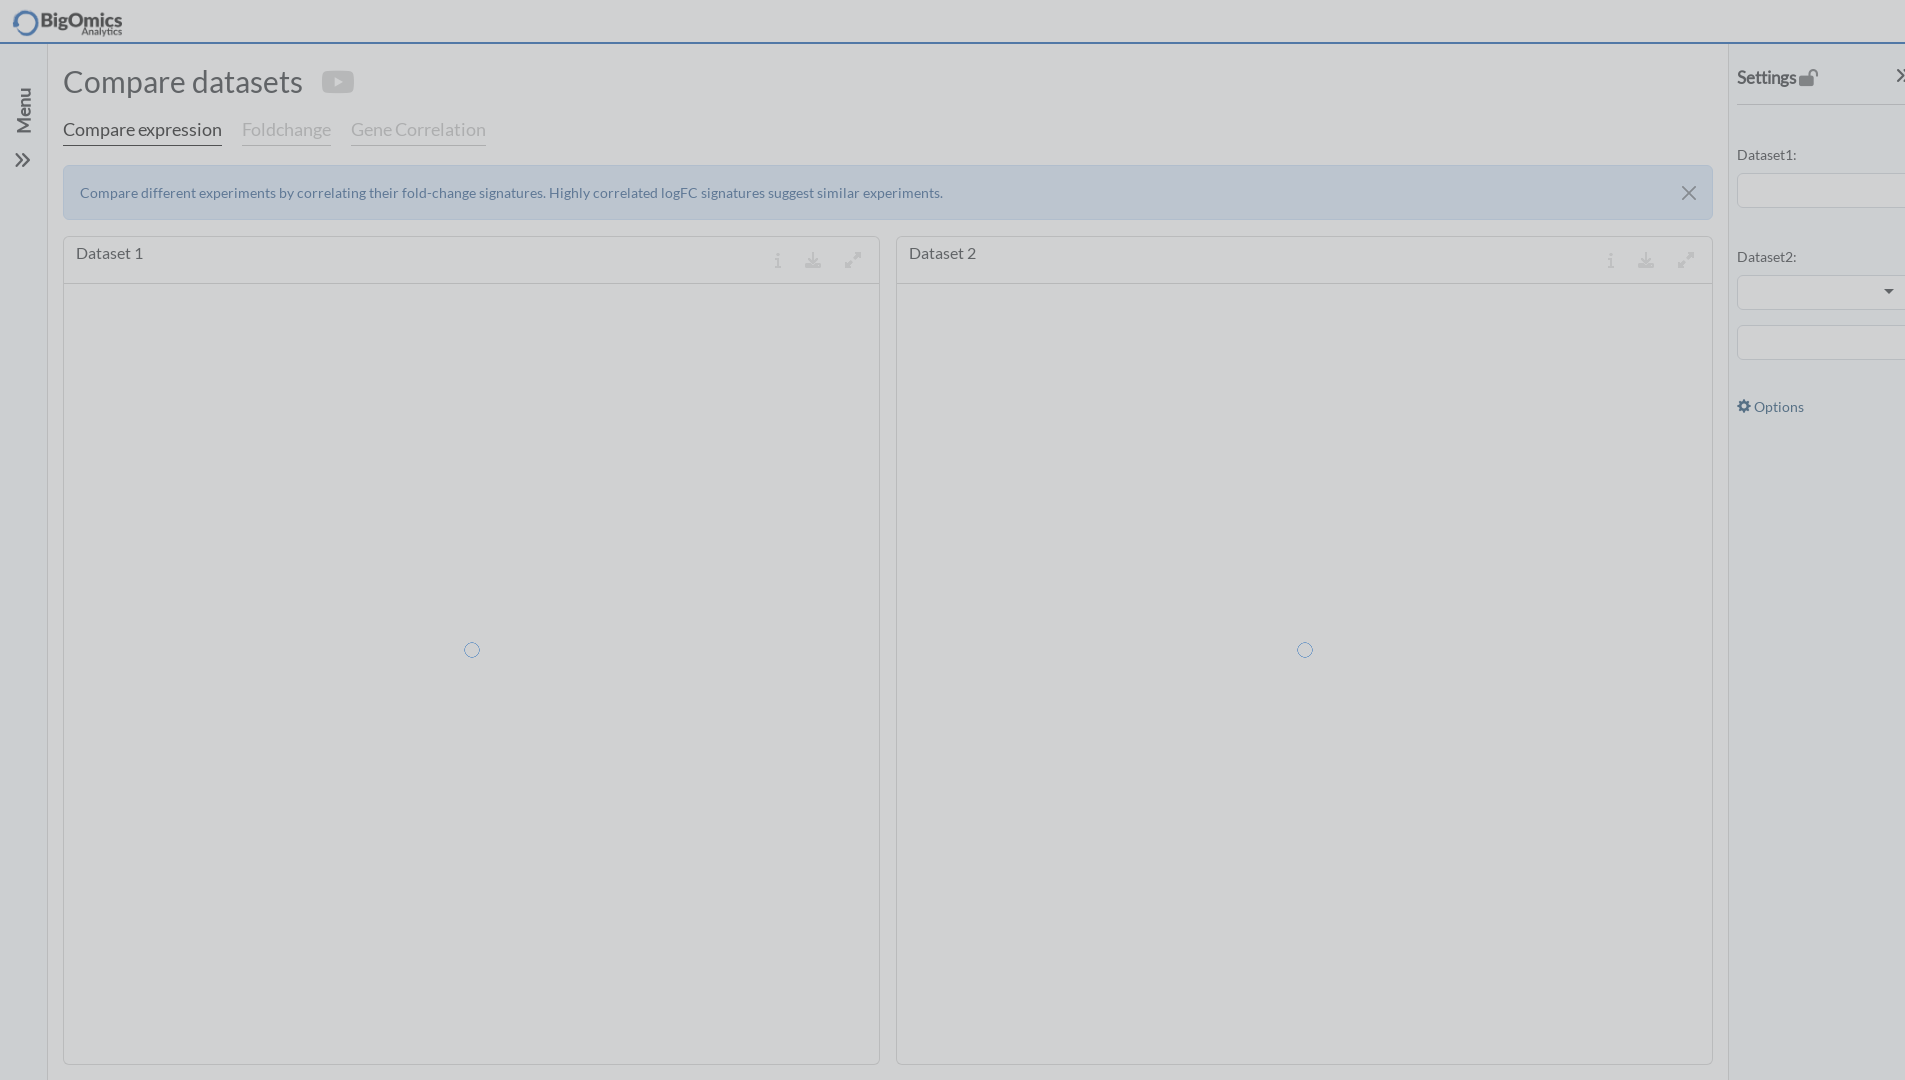 BigOmics
Analytics
Menu
Compare datasets
Compare expression
Foldchange
Gene Correlation
Compare different experiments by correlating their fold-change signatures. Highly correlated logFC signatures suggest similar experiments.
Dataset 1
Dataset 2
Settings
Dataset1:
Dataset2:
Options